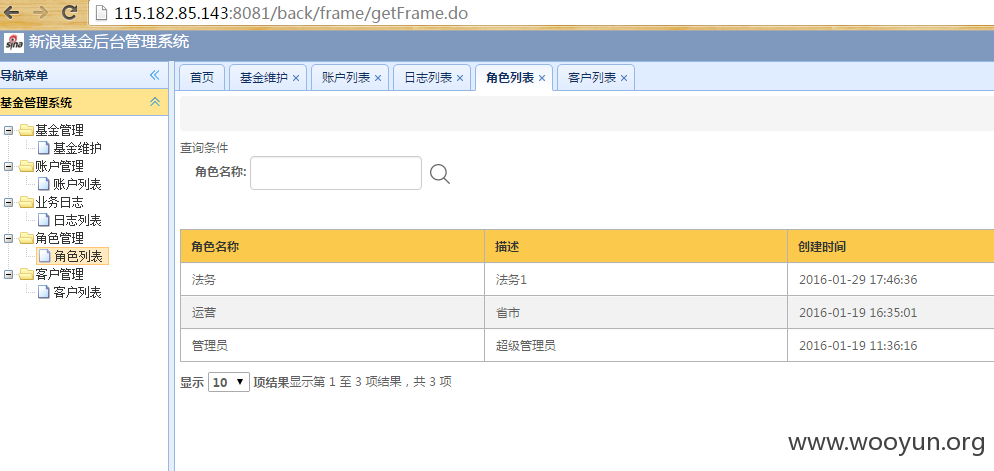 115.182.85.143:8081/back/frame/getFrame.do
sina 新浪基金后台管理系统
导航菜单
首页 基金维护 账户列表 日志列表 角色列表 客户列表
基金管理系统
基金管理
基金维护
账户管理
账户列表
业务日志
日志列表
角色管理
角色列表
客户管理
客户列表
查询条件
角色名称:
角色名称 描述 创建时间
法务 法务1 2016-01-29 17:46:36
运营 省市 2016-01-19 16:35:01
管理员 超级管理员 2016-01-19 11:36:16
显示 10 项结果显示第 1 至 3 项结果，共 3 项
www.wooyun.org